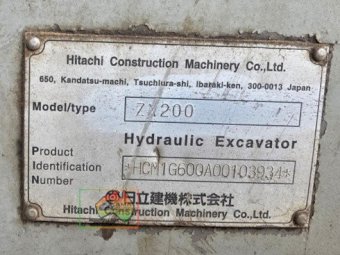 Hitachi Construction Machinery Co.,Ltd.
650, Kandatsu-machi, Tsuchiura-shi, Ibaraki-ken, 300-0013 Japan
Model/type ZX200
Hydraulic Excavator
Product
Identification *HCM1G600A00103934*
Number
日立建機株式会社
Hitachi Construction Machinery Co.,Ltd.